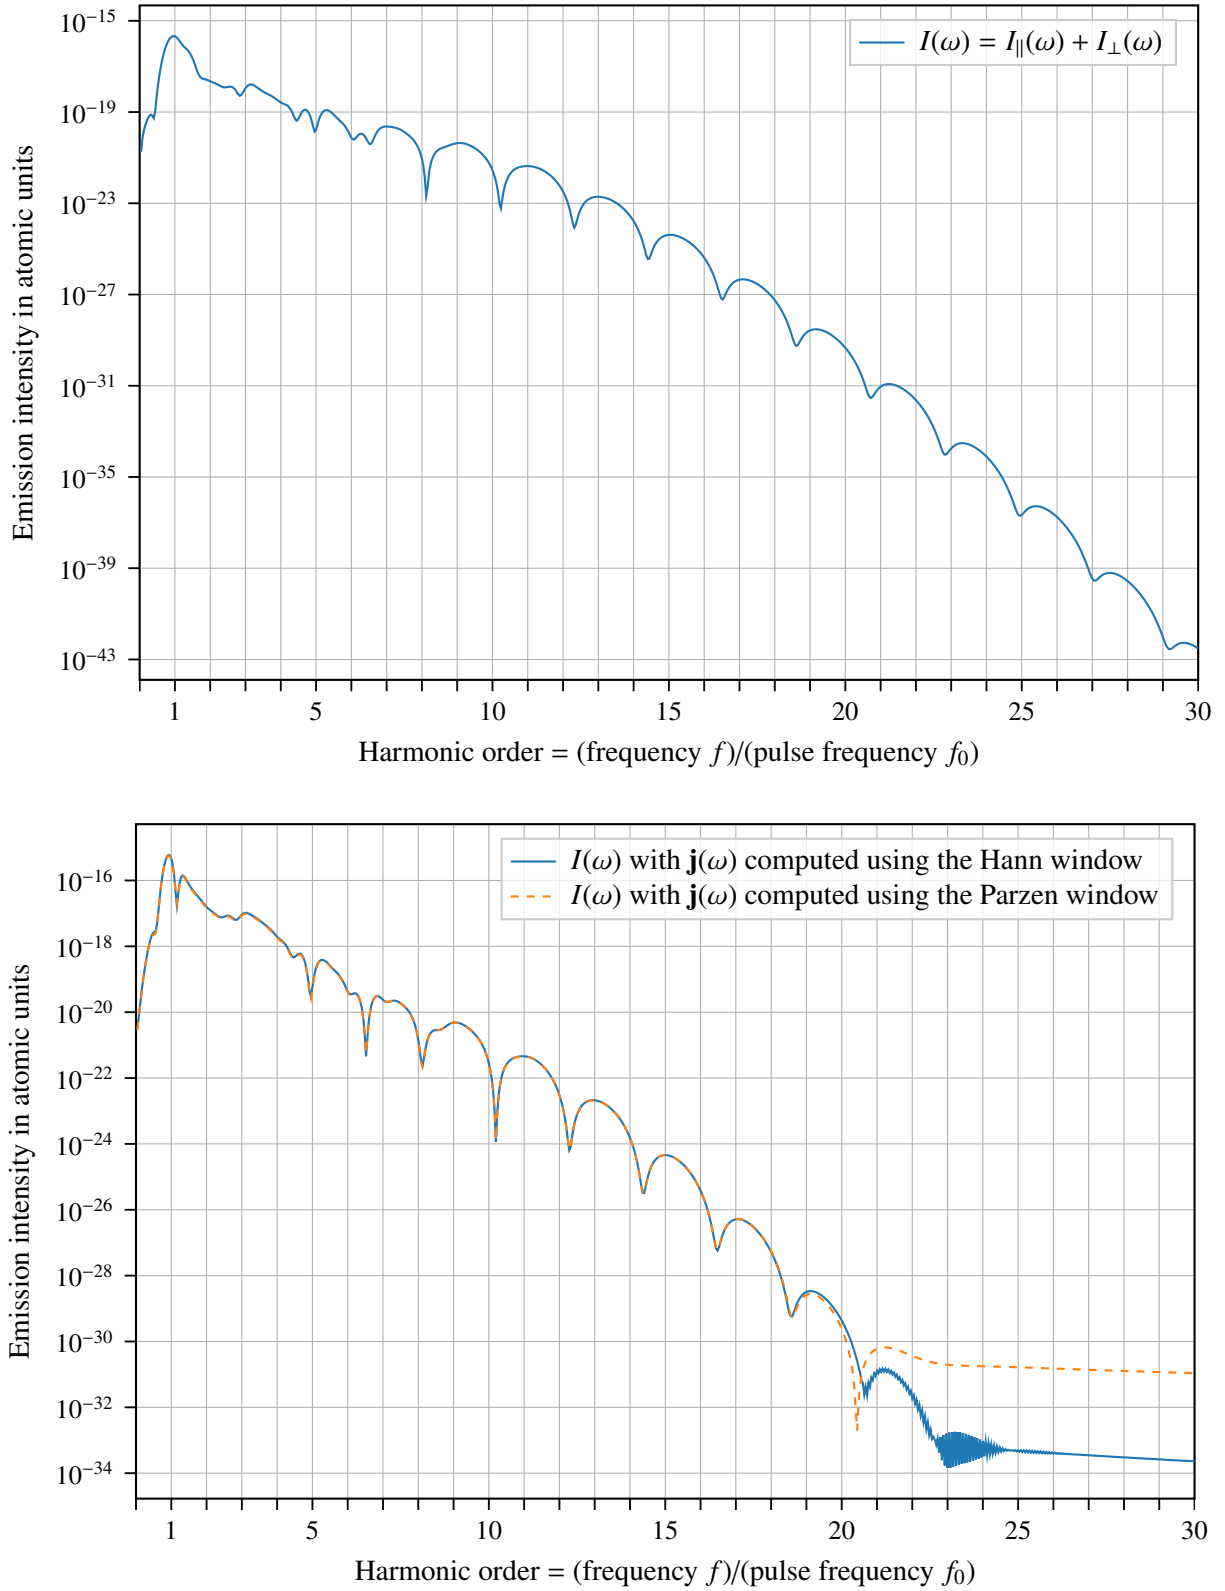 10^{-15}
10^{-19}
10^{-23}
10^{-27}
10^{-31}
10^{-35}
10^{-39}
10^{-43}
Emission intensity in atomic units
I(ω) = I_∥(ω) + I_⊥(ω)
1 5 10 15 20 25 30
Harmonic order = (frequency f)/(pulse frequency f_0)
10^{-16}
10^{-18}
10^{-20}
10^{-22}
10^{-24}
10^{-26}
10^{-28}
10^{-30}
10^{-32}
10^{-34}
Emission intensity in atomic units
I(ω) with j(ω) computed using the Hann window
I(ω) with j(ω) computed using the Parzen window
1 5 10 15 20 25 30
Harmonic order = (frequency f)/(pulse frequency f_0)